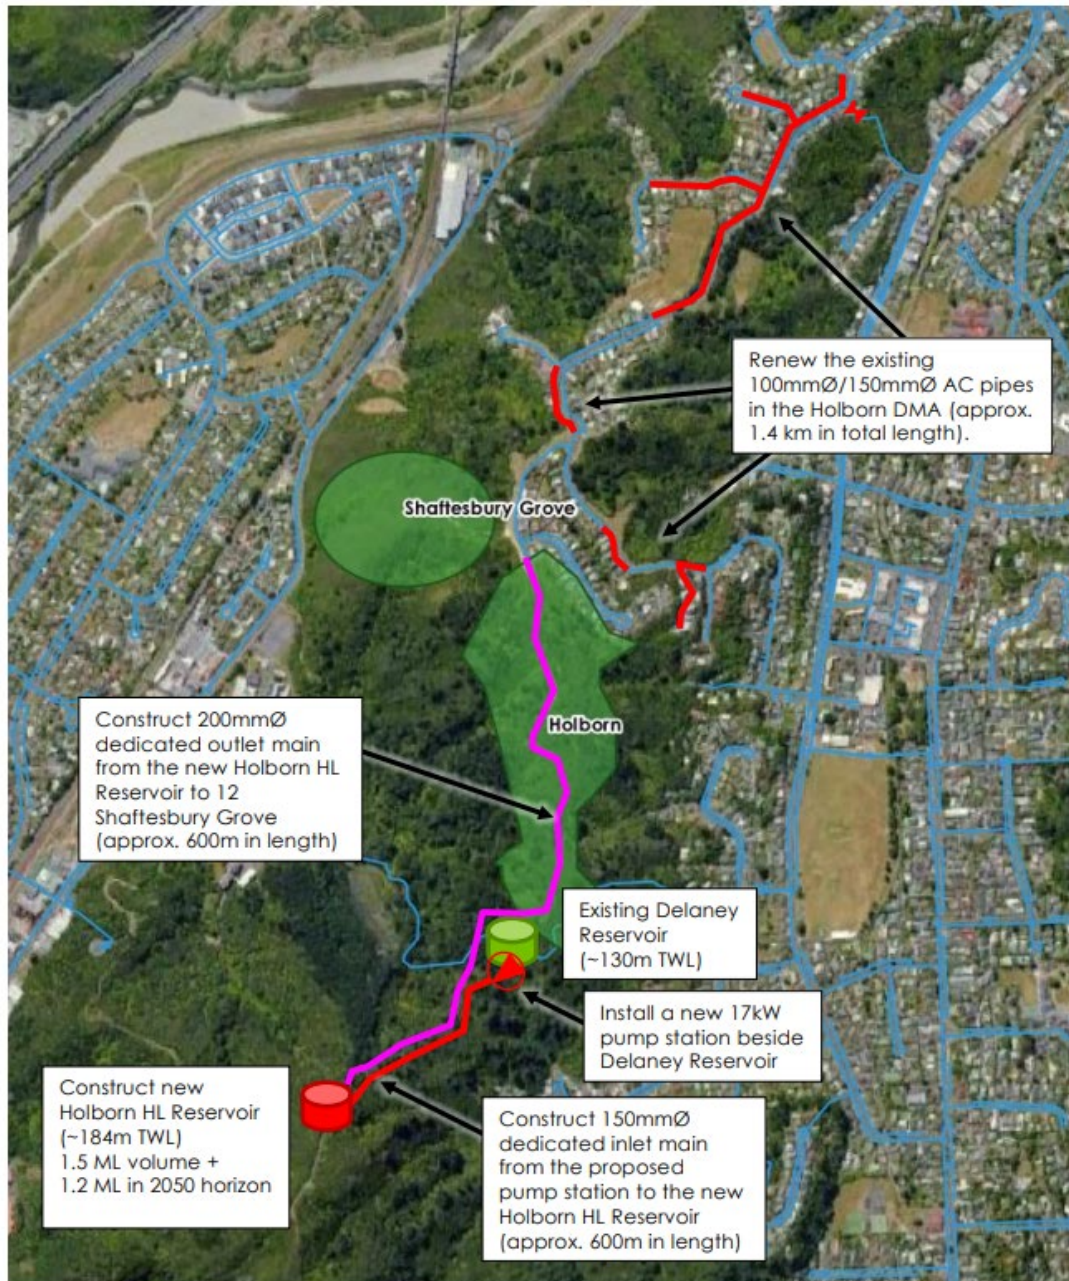 Renew the existing
100mmØ/150mmØ AC pipes
in the Holborn DMA (approx.
1.4 km in total length).
Shaftesbury Grove
Construct 200mmØ
dedicated outlet main
from the new Holborn HL
Reservoir to 12
Shaftesbury Grove
(approx. 600m in length)
Holborn
Existing Delaney
Reservoir
(~130m TWL)
Install a new 17kW
pump station beside
Delaney Reservoir
Construct new
Holborn HL Reservoir
(~184m TWL)
1.5 ML volume +
1.2 ML in 2050 horizon
Construct 150mmØ
dedicated inlet main
from the proposed
pump station to the new
Holborn HL Reservoir
(approx. 600m in length)